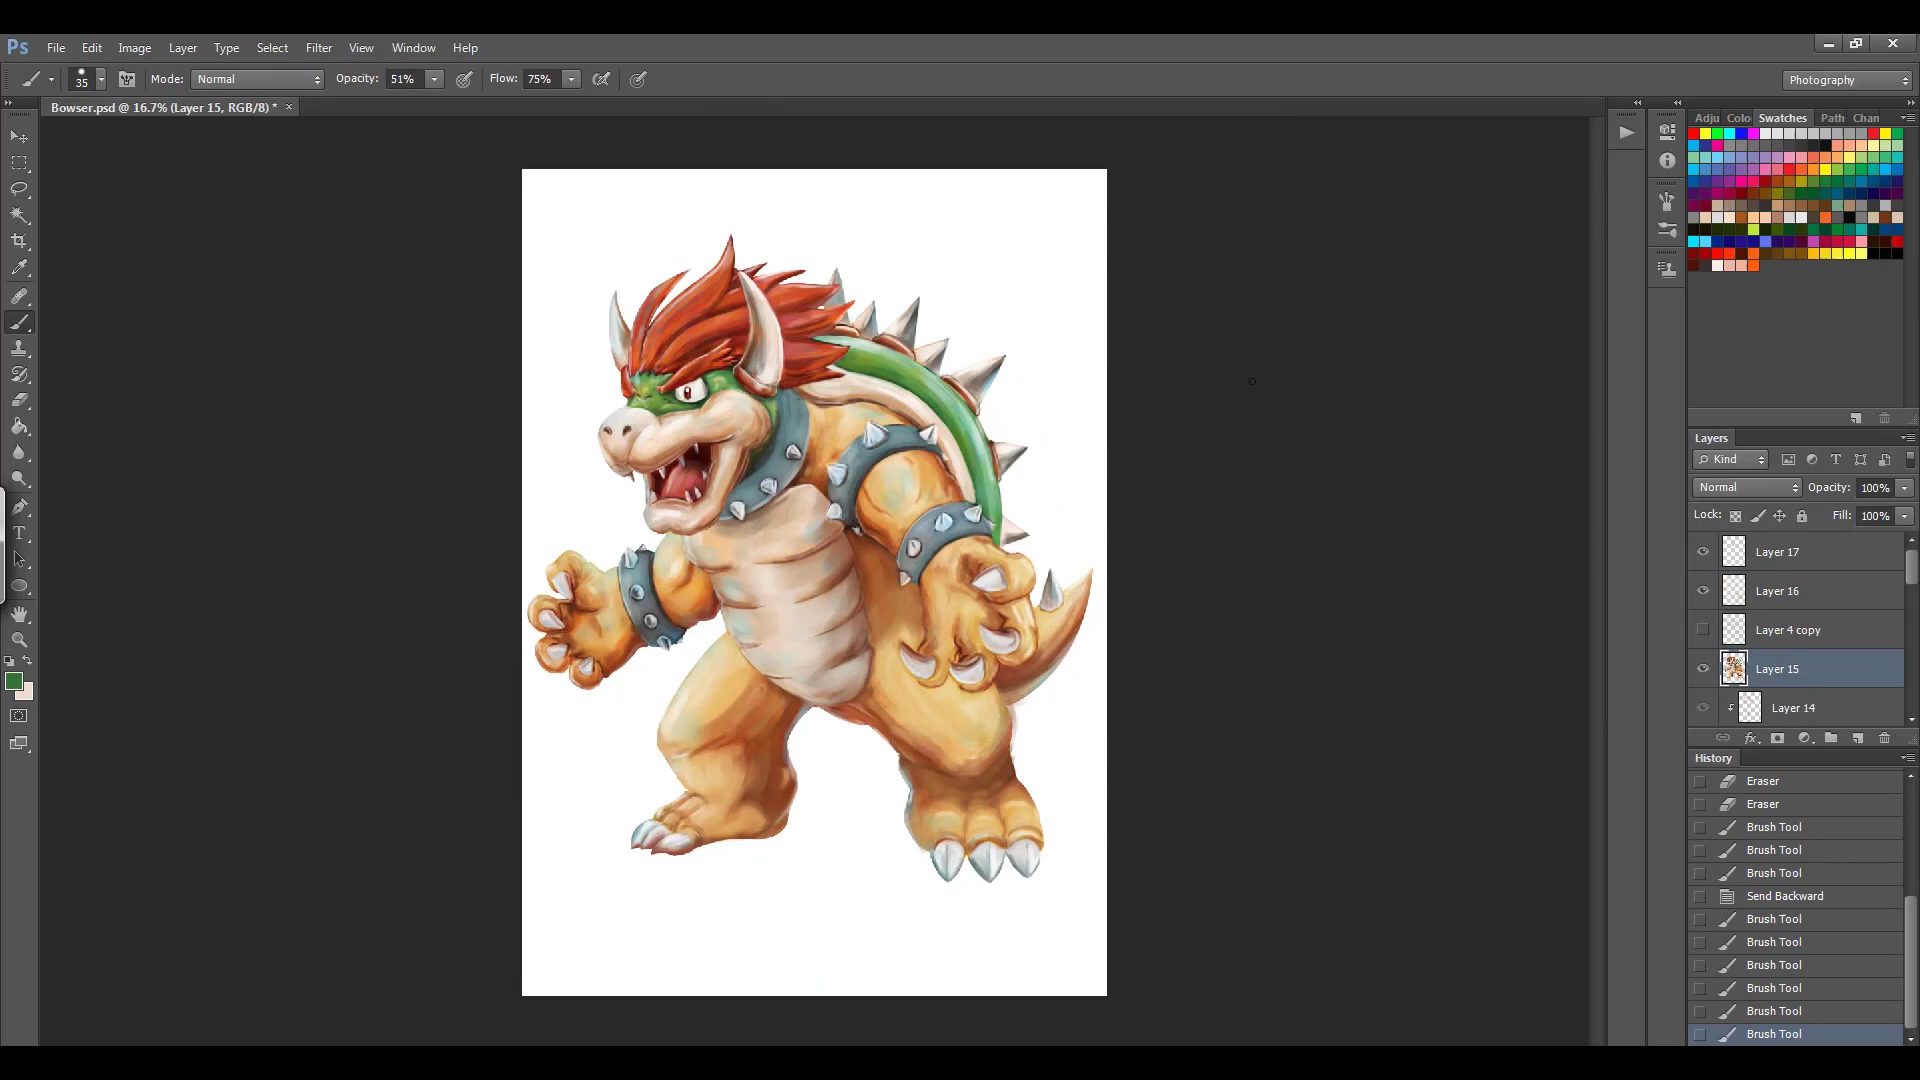 Ps File Edit Image Layer Type Select Filter View Window Help
35 Mode: Normal Opacity: 51% Flow: 75% Photography
Bowser.psd @ 16.7% (Layer 15, RGB/8) * ×
Adju Colo Swatches Path Chan
Layers
Kind
Normal Opacity: 100%
Lock: Fill: 100%
Layer 17
Layer 16
Layer 4 copy
Layer 15
Layer 14
fx
History
Eraser
Eraser
Brush Tool
Brush Tool
Brush Tool
Send Backward
Brush Tool
Brush Tool
Brush Tool
Brush Tool
Brush Tool
Brush Tool